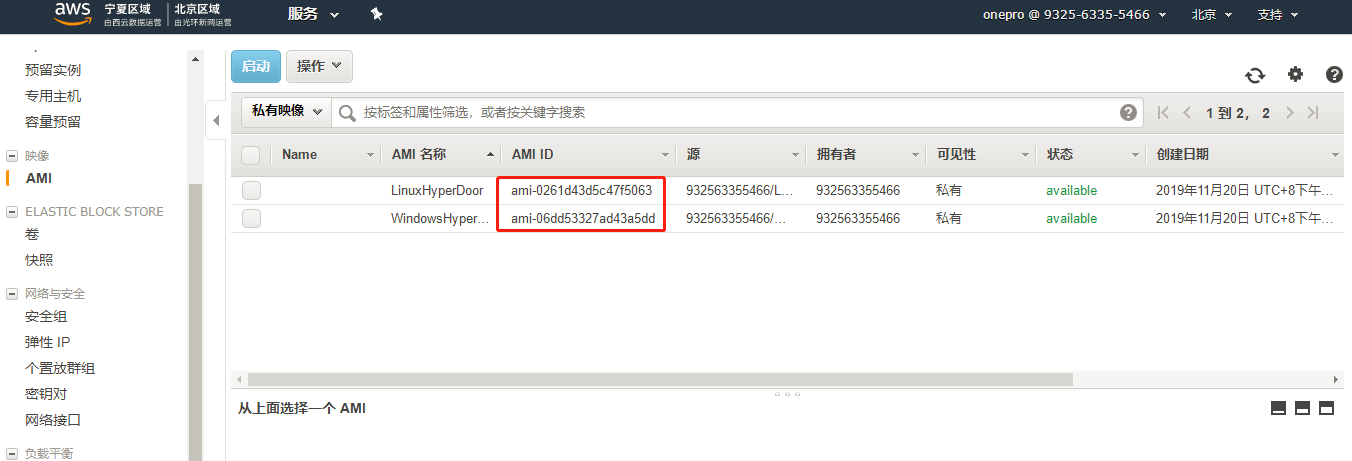 aws 宁夏区域 北京区域
由西云数据运营 由光环新网运营
服务
onepro @ 9325-6335-5466 北京 支持
预留实例
专用主机
容量预留
映像
AMI
ELASTIC BLOCK STORE
卷
快照
网络与安全
安全组
弹性 IP
个置放群组
密钥对
网络接口
负载平衡
启动 操作
私有映像 按标签和属性筛选，或者按关键字搜索 1 到 2， 2
Name AMI 名称 AMI ID 源 拥有者 可见性 状态 创建日期
LinuxHyperDoor ami-0261d43d5c47f5063 932563355466/L... 932563355466 私有 available 2019年11月20日 UTC+8下午...
WindowsHyper... ami-06dd53327ad43a5dd 932563355466/... 932563355466 私有 available 2019年11月20日 UTC+8下午...
从上面选择一个 AMI